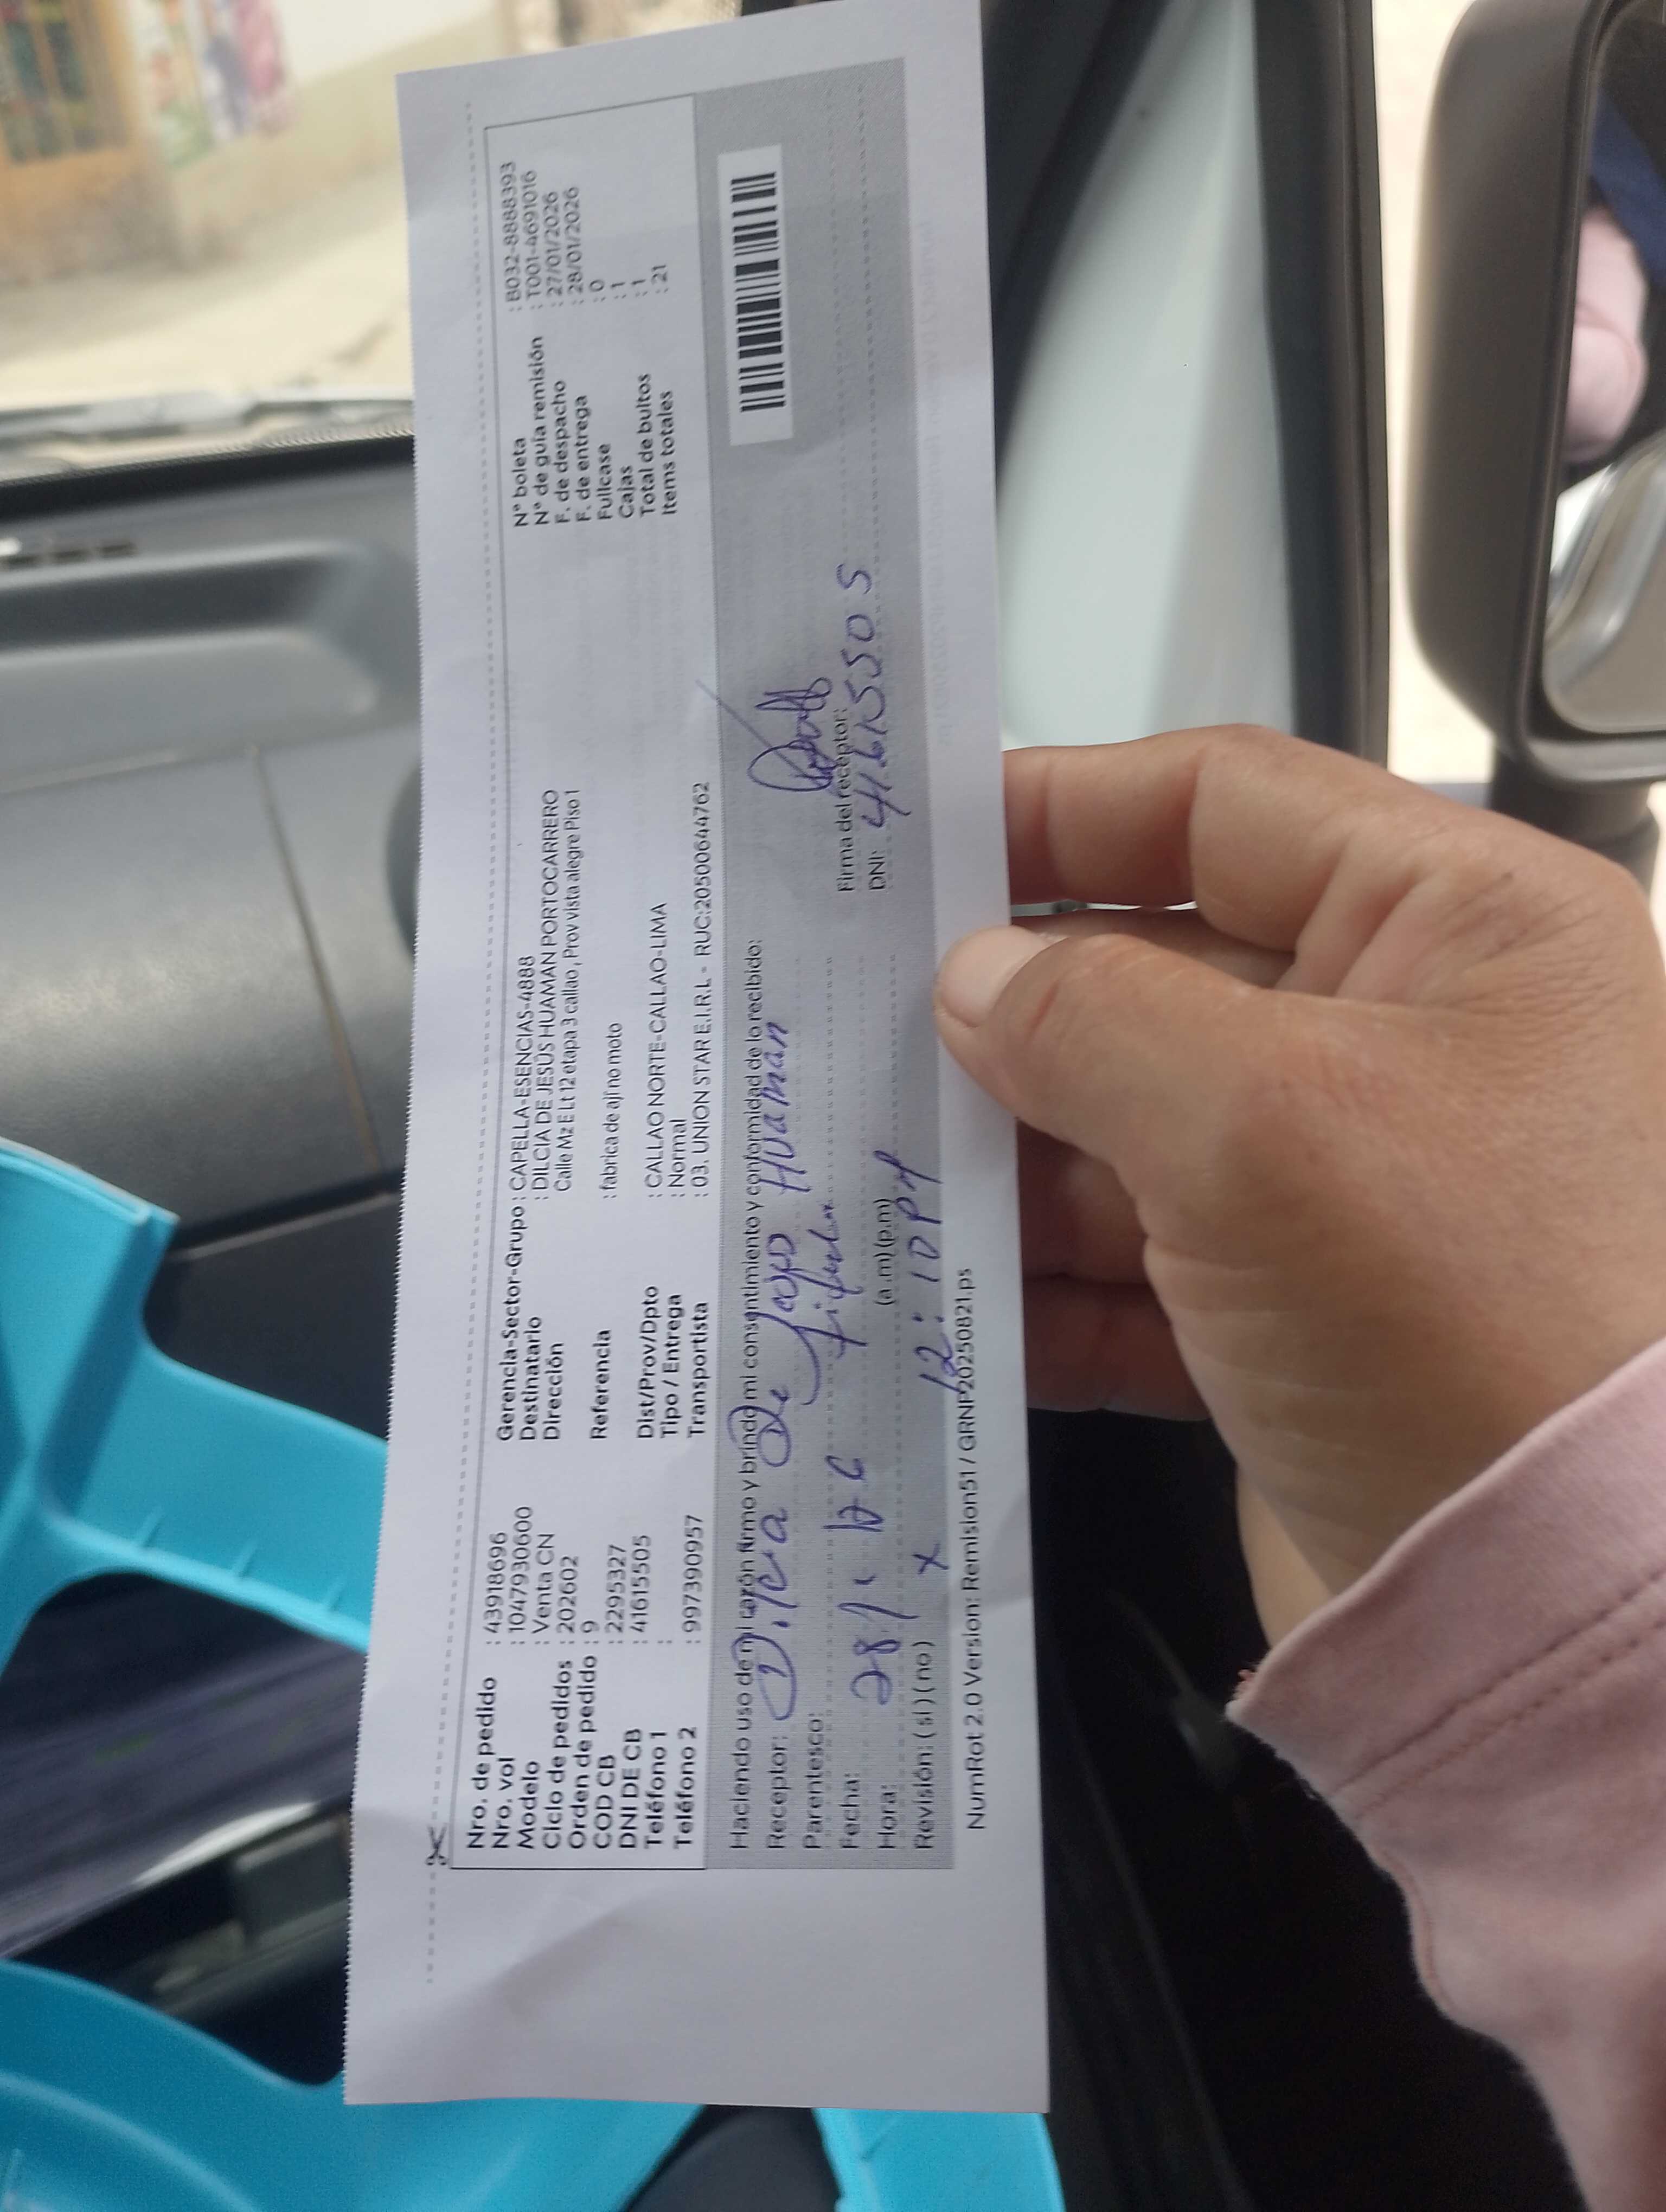 Nro. de pedido : 43918696
Nro. vol : 1047930600
Modelo : Venta CN
Ciclo de pedidos : 202602
Orden de pedido : 9
COD CB : 2295327
DNI DE CB : 41615505
Teléfono 1 :
Teléfono 2 : 997390957
Gerencia-Sector-Grupo : CAPELLA-ESENCIAS-4888
Destinatario : DILCIA DE JESÚS HUAMAN PORTOCARRERO
Dirección Calle Mz E Lt 12 etapa 3 callao, Prov vista alegre Piso 1
Referencia : fabrica de aji no moto
Dist/Prov/Dpto : CALLAO NORTE-CALLAO-LIMA
Tipo / Entrega : Normal
Transportista : 03. UNION STAR E.I.R.L - RUC:20500644762
N° boleta : B032-8888393
N° de guía remisión : T001-4691016
F. de despacho : 27/01/2026
F. de entrega : 28/01/2026
Fullcase : 0
Cajas : 1
Total de bultos : 1
Items totales : 21
Haciendo uso de mi razón firmo y brindo mi consentimiento y conformidad de lo recibido:
Receptor: Dilcia De Jesus Huaman
Parentesco: titular
Fecha: 28/
Hora: (a.m)(p.m) 12:10 PM
Revisión: (si)(no) x
Firma del receptor:
DNI: 41615505
NumRot 2.0 Version: Remision51 / GRNP20250821.ps